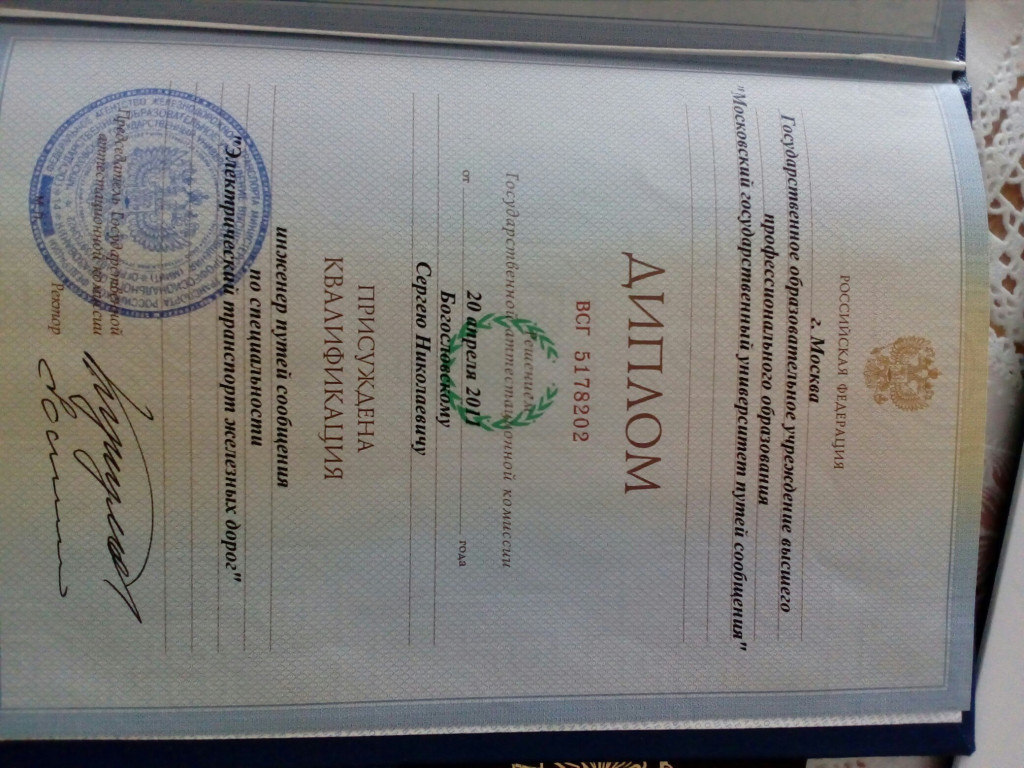 РОССИЙСКАЯ ФЕДЕРАЦИЯ
г.Москва
Государственное образовательное учреждение высшего
профессионального образования
"Московский государственный университет путей сообщения"
ДИПЛОМ
ВСГ 5178202
Решением
Государственной аттестационной комиссии
от 20 апреля 2011 года
Богословскому
Сергею Николаевичу
ПРИСУЖДЕНА
КВАЛИФИКАЦИЯ
инженер путей сообщения
по специальности
"Электрический транспорт железных дорог"
Председатель Государственной
аттестационной комиссии
Ректор